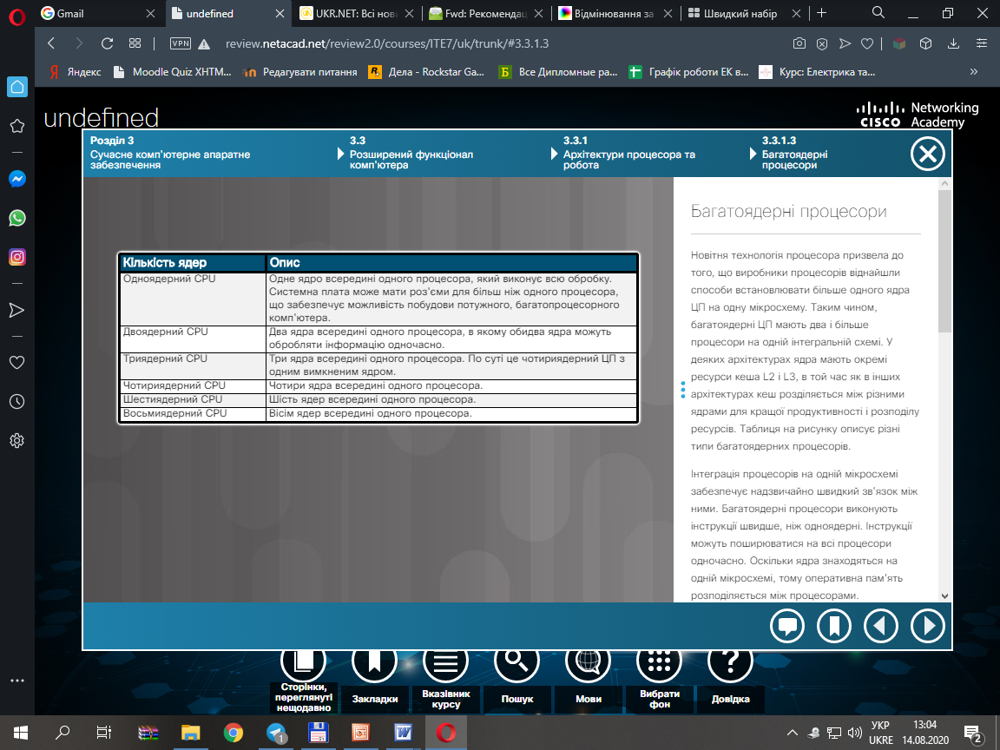 Gmail
undefined
UKR.NET: Всі нов
Fwd: Рекомендац
Відмінювання за
Швидкий набір
VPN
review.netacad.net/review2.0/courses/ITE7/uk/trunk/#3.3.1.3
Яндекс
Moodle Quiz XHTM...
Редагувати питання
Дела - Rockstar Ga...
Все Дипломные ра...
Графік роботи ЕК в...
Курс: Електрика та...
undefined
CISCO
Networking
Academy
Розділ 3
Сучасне комп'ютерне апаратне
забезпечення
3.3
Розширений функціонал
комп'ютера
3.3.1
Архітектури процесора та
робота
3.3.1.3
Багатоядерні
процесори
Кількість ядер
Опис
Одноядерний CPU
Одне ядро всередині одного процесора, який виконує всю обробку.
Системна плата може мати роз'єми для більш ніж одного процесора,
що забезпечує можливість побудови потужного, багатопроцесорного
комп'ютера.
Двоядерний CPU
Два ядра всередині одного процесора, в якому обидва ядра можуть
обробляти інформацію одночасно.
Триядерний CPU
Три ядра всередині одного процесора. По суті це чотириядерний ЦП з
одним вимкненим ядром.
Чотириядерний CPU
Чотири ядра всередині одного процесора.
Шестиядерний CPU
Шість ядер всередині одного процесора.
Восьмиядерний CPU
Вісім ядер всередині одного процесора.
Багатоядерні процесори
Новітня технологія процесора призвела до
того, що виробники процесорів віднайшли
способи встановлювати більше одного ядра
ЦП на одну мікросхему. Таким чином,
багатоядерні ЦП мають два і більше
процесори на одній інтегральній схемі. У
деяких архітектурах ядра мають окремі
ресурси кеша L2 і L3, в той час як в інших
архітектурах кеш розділяється між різними
ядрами для кращої продуктивності і розподілу
ресурсів. Таблиця на рисунку описує різні
типи багатоядерних процесорів.
Інтеграція процесорів на одній мікросхемі
забезпечує надзвичайно швидкий зв'язок між
ними. Багатоядерні процесори виконують
інструкції швидше, ніж одноядерні. Інструкції
можуть поширюватися на всі процесори
одночасно. Оскільки ядра знаходяться на
одній мікросхемі, тому оперативна пам'ять
розподіляється між процесорами.
Сторінки,
переглянуті
нещодавно
Закладки
Вказівник
курсу
Пошук
Мови
Вибрати
фон
Довідка
1
УКР
UKRE
13:04
14.08.2020
2